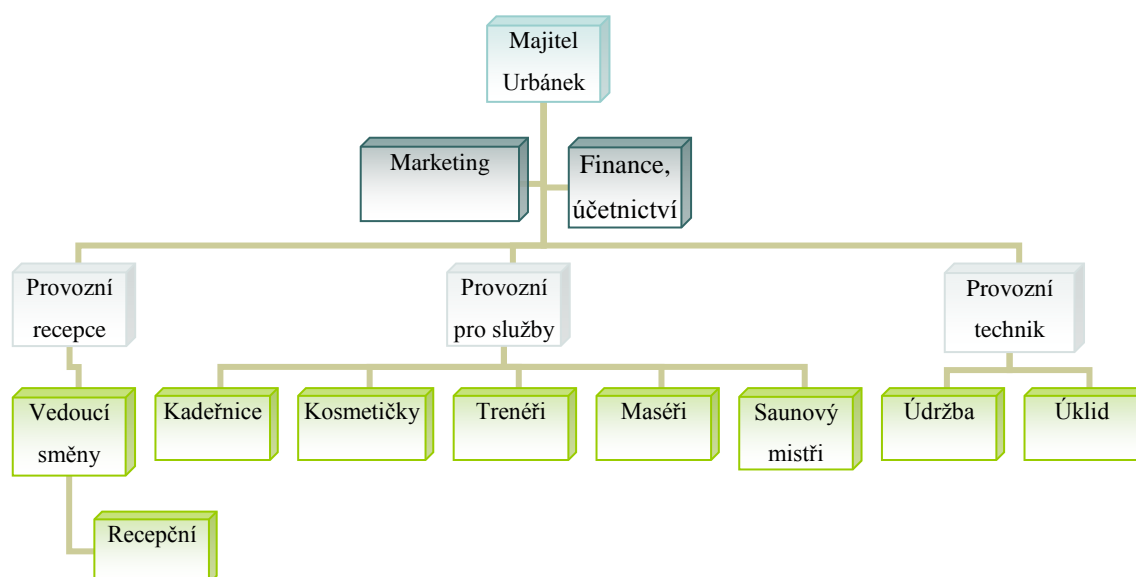 Majitel
Urbánek
Marketing
Finance,
účetnictví
Provozní
recepce
Provozní
pro služby
Provozní
technik
Vedoucí
směny
Kadeřnice
Kosmetičky
Trenéři
Maséři
Saunový
mistři
Údržba
Úklid
Recepční